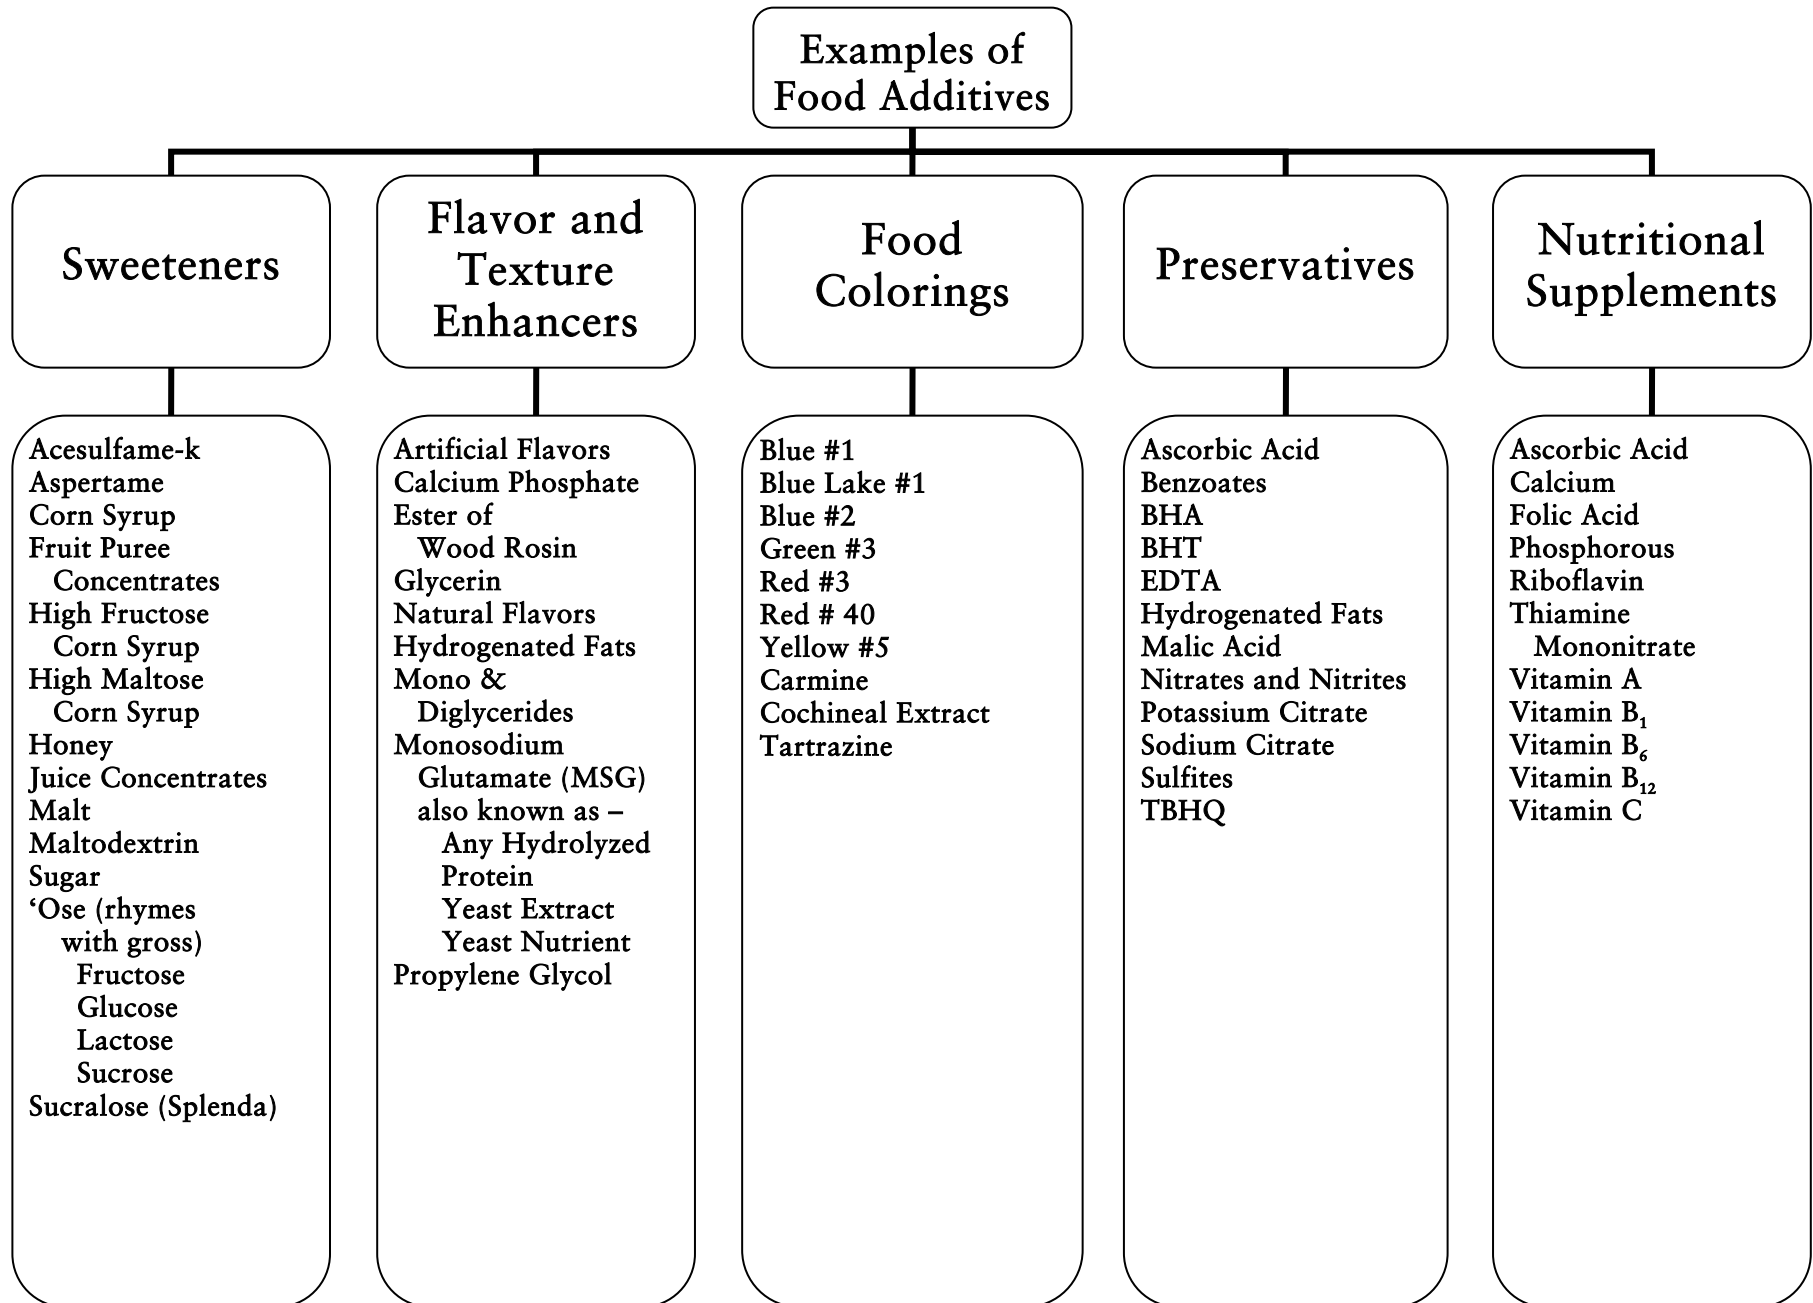 Examples of
Food Additives
Sweeteners
Acesulfame-k
Aspertame
Corn Syrup
Fruit Puree
Concentrates
High Fructose
Corn Syrup
High Maltose
Corn Syrup
Honey
Juice Concentrates
Malt
Maltodextrin
Sugar
‘Ose (rhymes
with gross)
Fructose
Glucose
Lactose
Sucrose
Sucralose (Splenda)
Flavor and
Texture
Enhancers
Artificial Flavors
Calcium Phosphate
Ester of
Wood Rosin
Glycerin
Natural Flavors
Hydrogenated Fats
Mono &
Diglycerides
Monosodium
Glutamate (MSG)
also known as –
Any Hydrolyzed
Protein
Yeast Extract
Yeast Nutrient
Propylene Glycol
Food
Colorings
Blue #1
Blue Lake #1
Blue #2
Green #3
Red #3
Red # 40
Yellow #5
Carmine
Cochineal Extract
Tartrazine
Preservatives
Ascorbic Acid
Benzoates
BHA
BHT
EDTA
Hydrogenated Fats
Malic Acid
Nitrates and Nitrites
Potassium Citrate
Sodium Citrate
Sulfites
TBHQ
Nutritional
Supplements
Ascorbic Acid
Calcium
Folic Acid
Phosphorous
Riboflavin
Thiamine
Mononitrate
Vitamin A
Vitamin B₁
Vitamin B₆
Vitamin B₁₂
Vitamin C